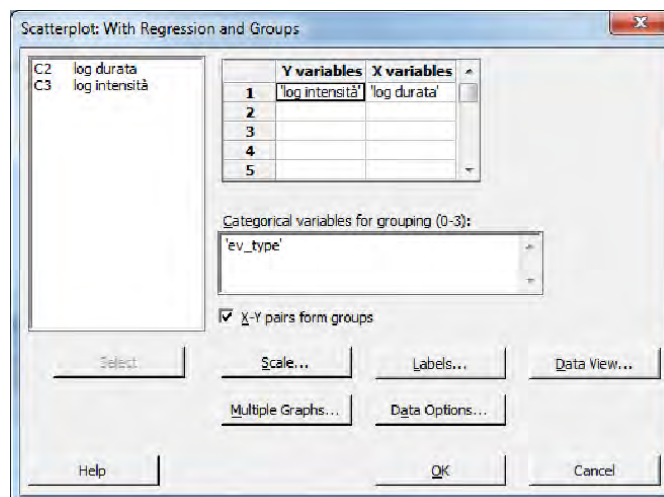 Scatterplot: With Regression and Groups
C2 log durata
C3 log intensità
Y variables X variables
1 'log intensità' 'log durata'
2
3
4
5
Categorical variables for grouping (0-3):
'ev_type'
X-Y pairs form groups
Select
Scale...
Labels...
Data View...
Multiple Graphs...
Data Options...
Help
OK
Cancel